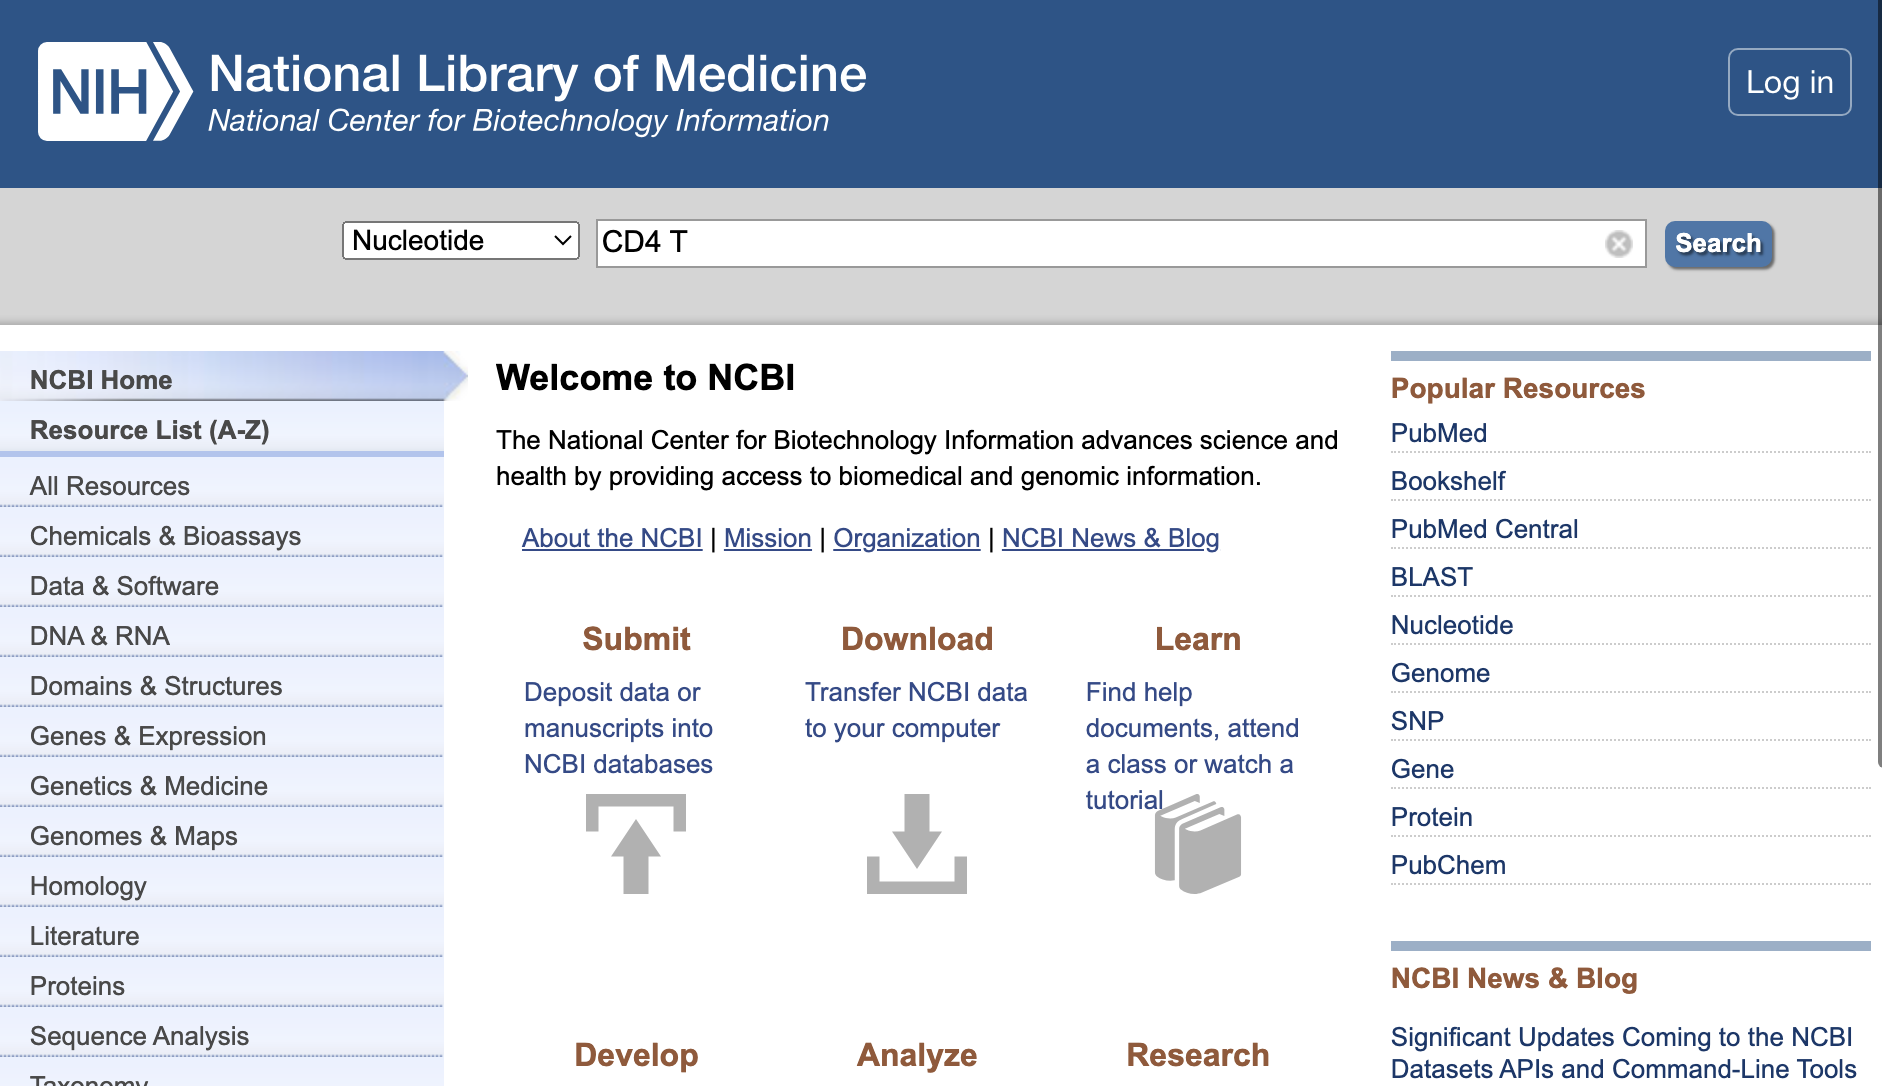 NIH
National Library of Medicine
National Center for Biotechnology Information
Log in
Nucleotide
CD4 T
Search
NCBI Home
Resource List (A-Z)
All Resources
Chemicals & Bioassays
Data & Software
DNA & RNA
Domains & Structures
Genes & Expression
Genetics & Medicine
Genomes & Maps
Homology
Literature
Proteins
Sequence Analysis
Taxonomy
Welcome to NCBI
The National Center for Biotechnology Information advances science and
health by providing access to biomedical and genomic information.
About the NCBI | Mission | Organization | NCBI News & Blog
Submit
Deposit data or
manuscripts into
NCBI databases
Download
Transfer NCBI data
to your computer
Learn
Find help
documents, attend
a class or watch a
tutorial
Develop
Analyze
Research
Popular Resources
PubMed
Bookshelf
PubMed Central
BLAST
Nucleotide
Genome
SNP
Gene
Protein
PubChem
NCBI News & Blog
Significant Updates Coming to the NCBI
Datasets APIs and Command-Line Tools